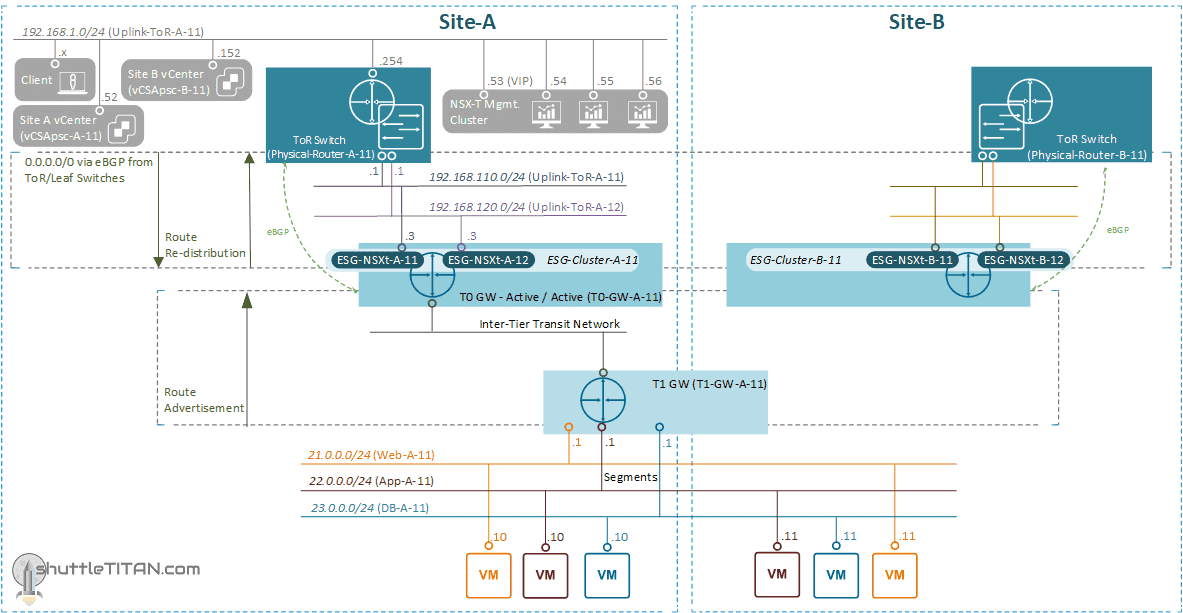 Site-A
Site-B
192.168.1.0/24 (Uplink-ToR-A-11)
.x
.152
.254
.53 (VIP)
.54
.55
.56
Client
Site B vCenter
(vCSApsc-B-11)
.52
Site A vCenter
(vCSApsc-A-11)
NSX-T Mgmt.
Cluster
ToR Switch
(Physical-Router-A-11)
ToR Switch
(Physical-Router-B-11)
0.0.0.0/0 via eBGP from
ToR/Leaf Switches
.1
.1
192.168.110.0/24 (Uplink-ToR-A-11)
192.168.120.0/24 (Uplink-ToR-A-12)
eBGP
eBGP
Route
Re-distribution
.3
.3
ESG-NSXt-A-11
ESG-NSXt-A-12
ESG-Cluster-A-11
ESG-Cluster-B-11
ESG-NSXt-B-11
ESG-NSXt-B-12
T0 GW - Active / Active (T0-GW-A-11)
Inter-Tier Transit Network
T1 GW (T1-GW-A-11)
Route
Advertisement
.1
.1
.1
21.0.0.0/24 (Web-A-11)
22.0.0.0/24 (App-A-11)
Segments
23.0.0.0/24 (DB-A-11)
.10
.10
.10
.11
.11
.11
VM
VM
VM
VM
VM
VM
shuttleTITAN.com